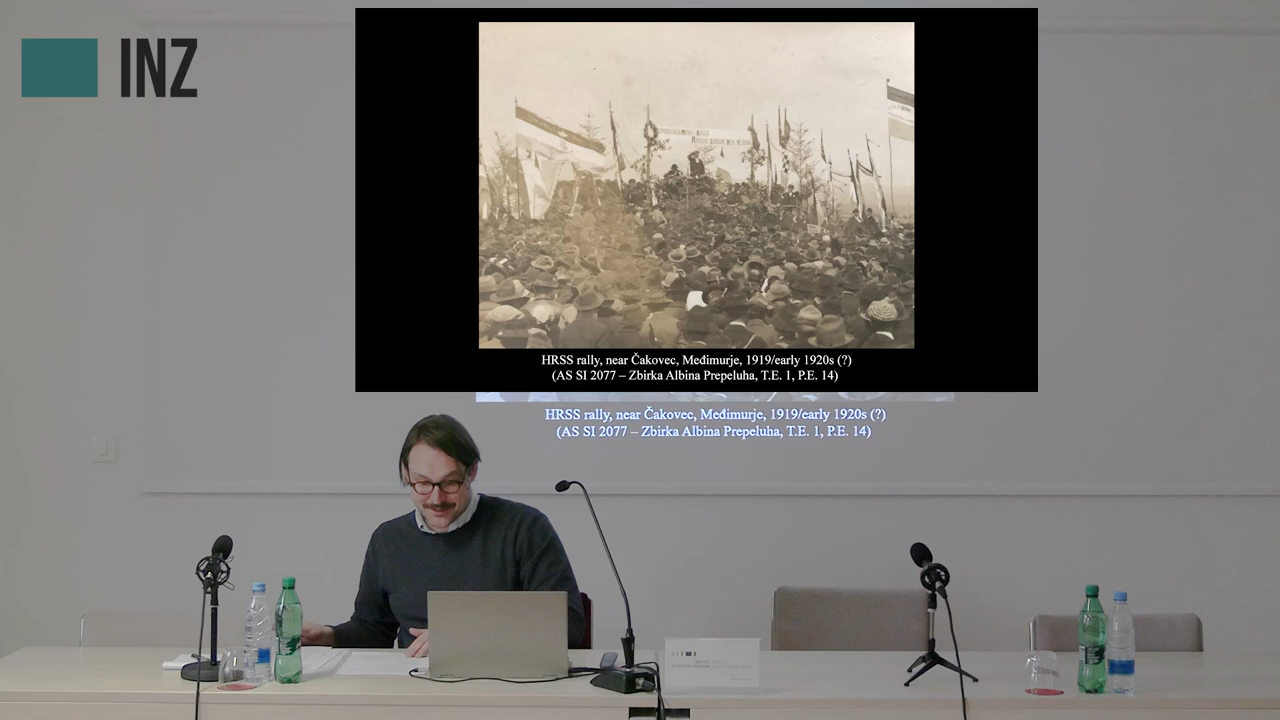 INZ
HRSS rally, near Čakovec, Međimurje, 1919/early 1920s (?)
(AS SI 2077 – Zbirka Albina Prepeluha, T.E. 1, P.E. 14)
HRSS rally, near Čakovec, Međimurje, 1919/early 1920s (?)
(AS SI 2077 – Zbirka Albina Prepeluha, T.E. 1, P.E. 14)